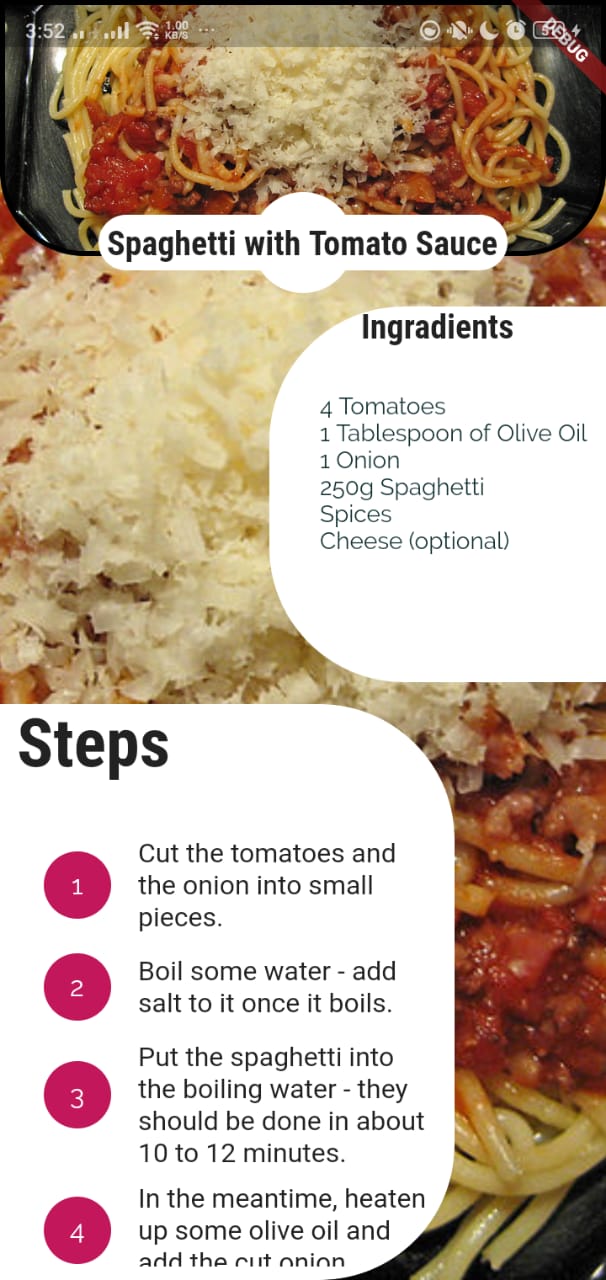 3:52
1.00
KB/S
...
DEBUG
Spaghetti with Tomato Sauce
Ingradients
4 Tomatoes
1 Tablespoon of Olive Oil
1 Onion
250g Spaghetti
Spices
Cheese (optional)
Steps
1
Cut the tomatoes and
the onion into small
pieces.
2
Boil some water - add
salt to it once it boils.
3
Put the spaghetti into
the boiling water - they
should be done in about
10 to 12 minutes.
4
In the meantime, heaten
up some olive oil and
add the cut onion